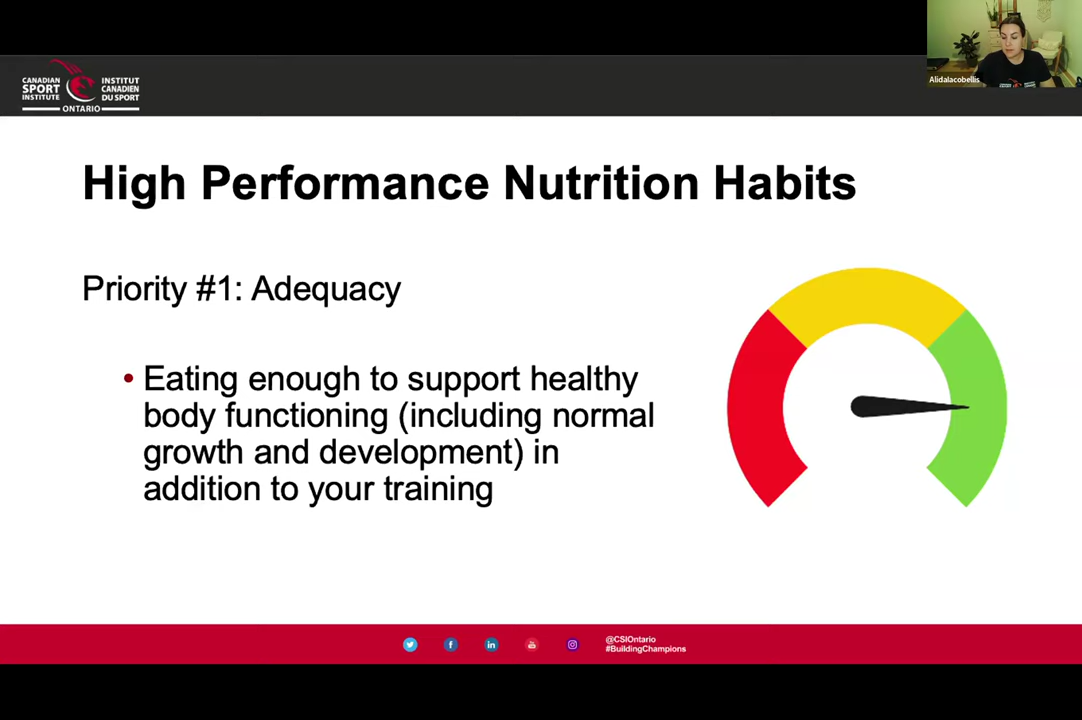 AlidaIacobellis
CANADIAN
SPORT
INSTITUTE
INSTITUT
CANADIEN
DU SPORT
ONTARIO
High Performance Nutrition Habits
Priority #1: Adequacy
• Eating enough to support healthy
body functioning (including normal
growth and development) in
addition to your training
@CSIOntario
#BuildingChampions